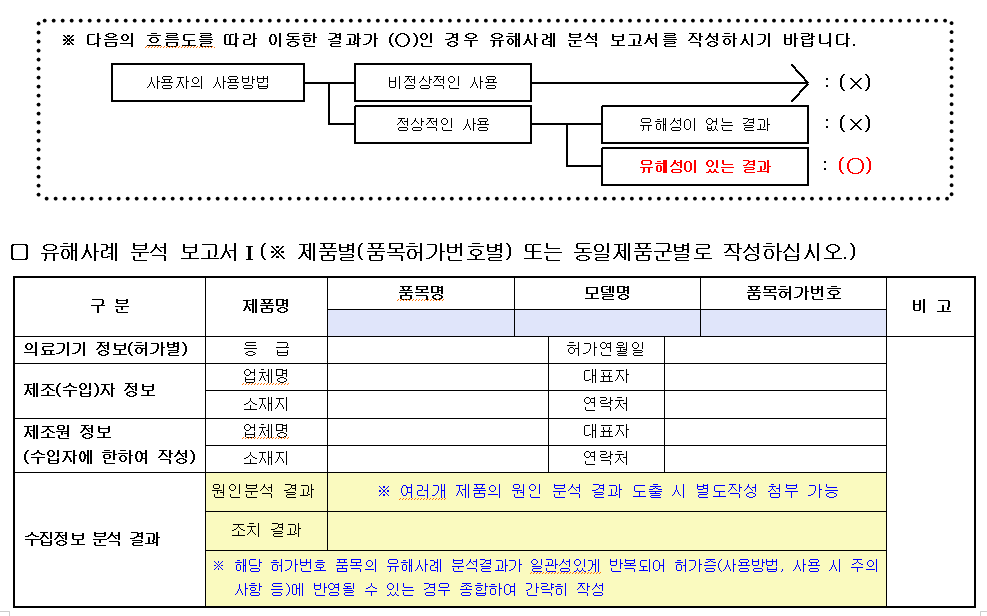 ※ 다음의 흐름도를 따라 이동한 결과가 (○)인 경우 유해사례 분석 보고서를 작성하시기 바랍니다.
사용자의 사용방법 비정상적인 사용 : (×)
정상적인 사용 유해성이 없는 결과 : (×)
유해성이 있는 결과 : (○)
□ 유해사례 분석 보고서Ⅰ(※ 제품별(품목허가번호별) 또는 동일제품군별로 작성하십시오.)
구 분 제품명 품목명 모델명 품목허가번호 비 고
의료기기 정보(허가별) 등 급 허가연월일
제조(수입)자 정보 업체명 대표자
소재지 연락처
제조원 정보 업체명 대표자
(수입자에 한하여 작성) 소재지 연락처
수집정보 분석 결과 원인분석 결과 ※ 여러개 제품의 원인 분석 결과 도출 시 별도작성 첨부 가능
조치 결과
※ 해당 허가번호 품목의 유해사례 분석결과가 일관성있게 반복되어 허가증(사용방법, 사용 시 주의
사항 등)에 반영될 수 있는 경우 종합하여 간략히 작성